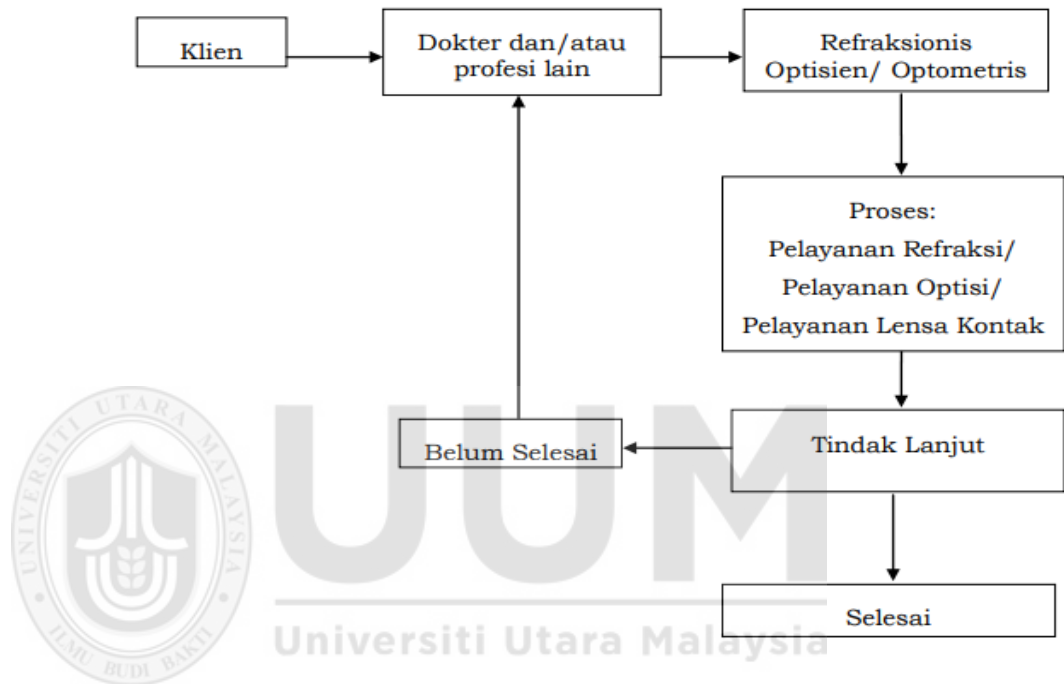 Klien
Dokter dan/atau
profesi lain
Refraksionis
Optisien/ Optometris
Proses:
Pelayanan Refraksi/
Pelayanan Optisi/
Pelayanan Lensa Kontak
Tindak Lanjut
Belum Selesai
Selesai
UNIVERSITI UTARA MALAYSIA
ILMU BUDI BAKTI
UUM
Universiti Utara Malaysia